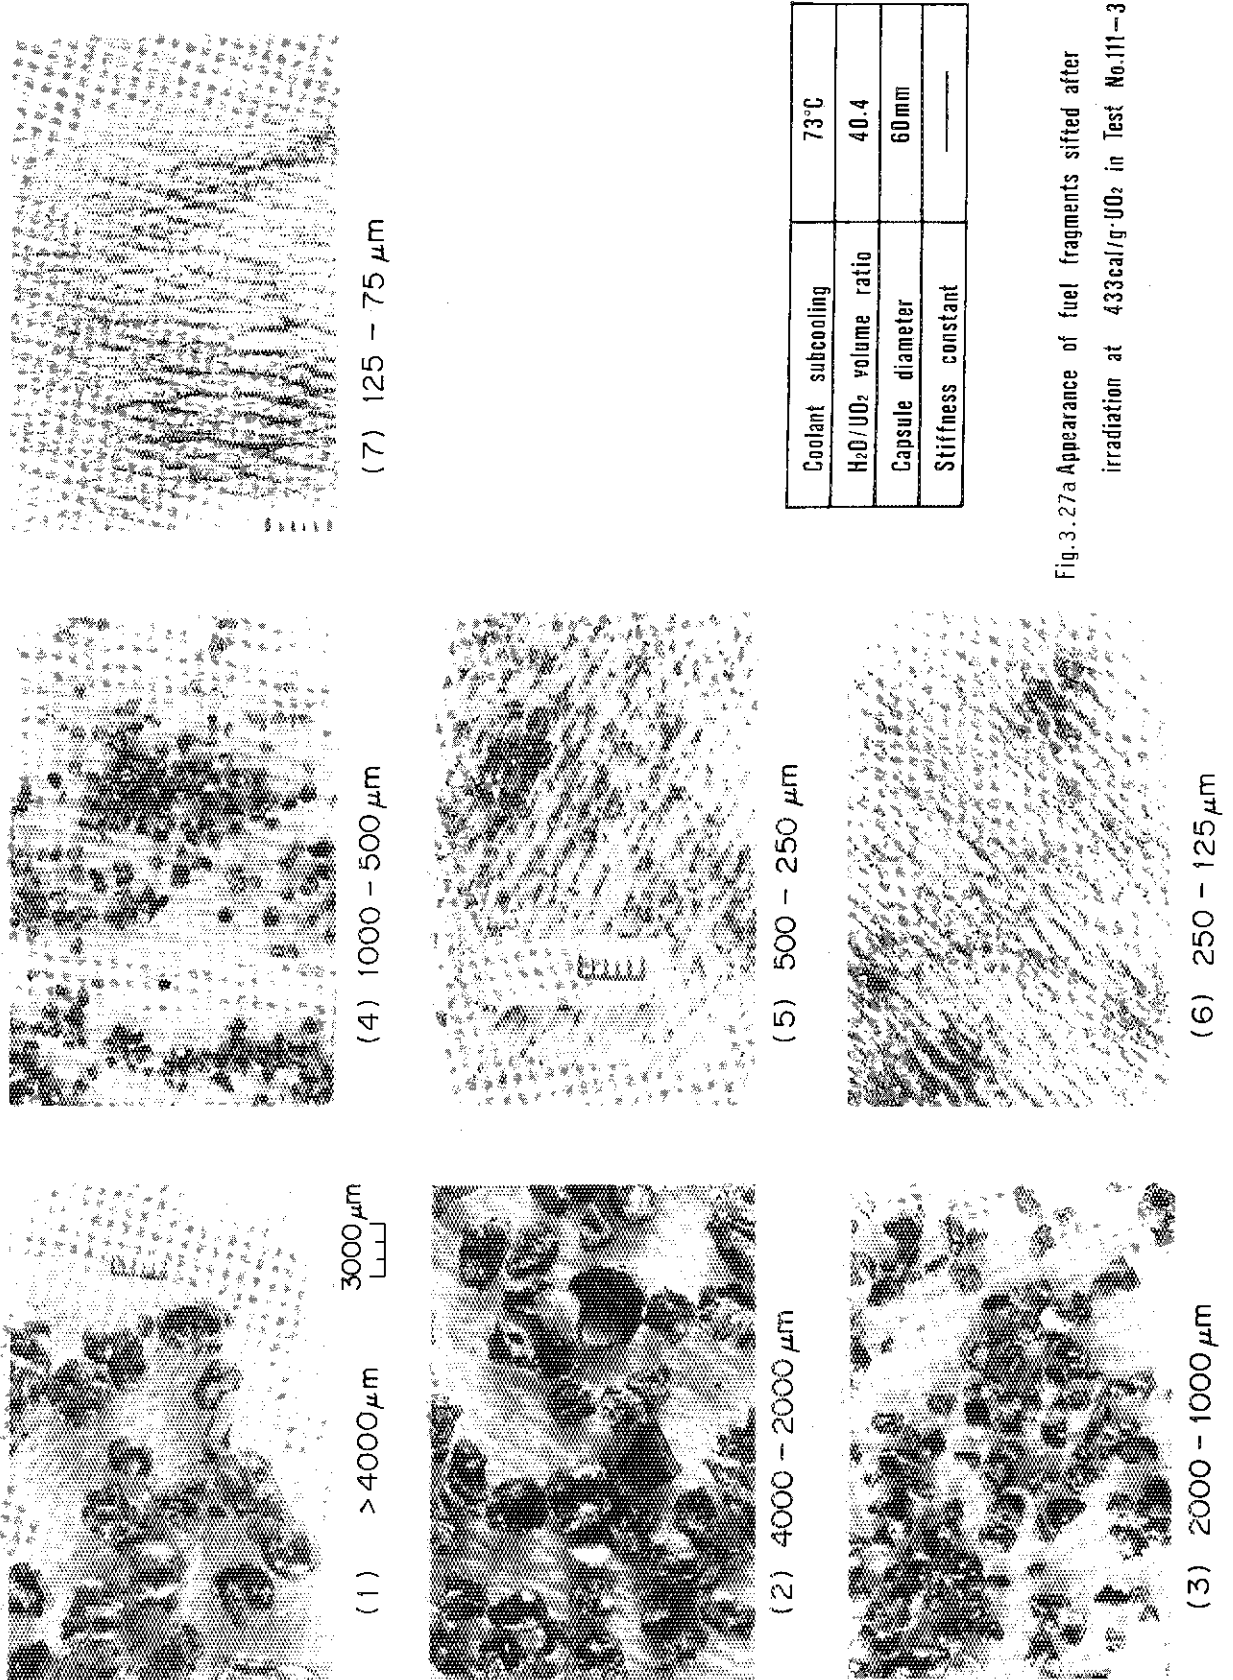 (1) >4000μm
3000μm
(2) 4000-2000μm
(3) 2000-1000μm
(4) 1000-500μm
(5) 500-250μm
(6) 250-125μm
(7) 125-75μm
Coolant subcooling 73°C
H₂O/UO₂ volume ratio 40.4
Capsule diameter 60mm
Stiffness constant ——
Fig.3.27a Appearance of fuel fragments sifted after
irradiation at 433cal/g·UO₂ in Test No.111-3